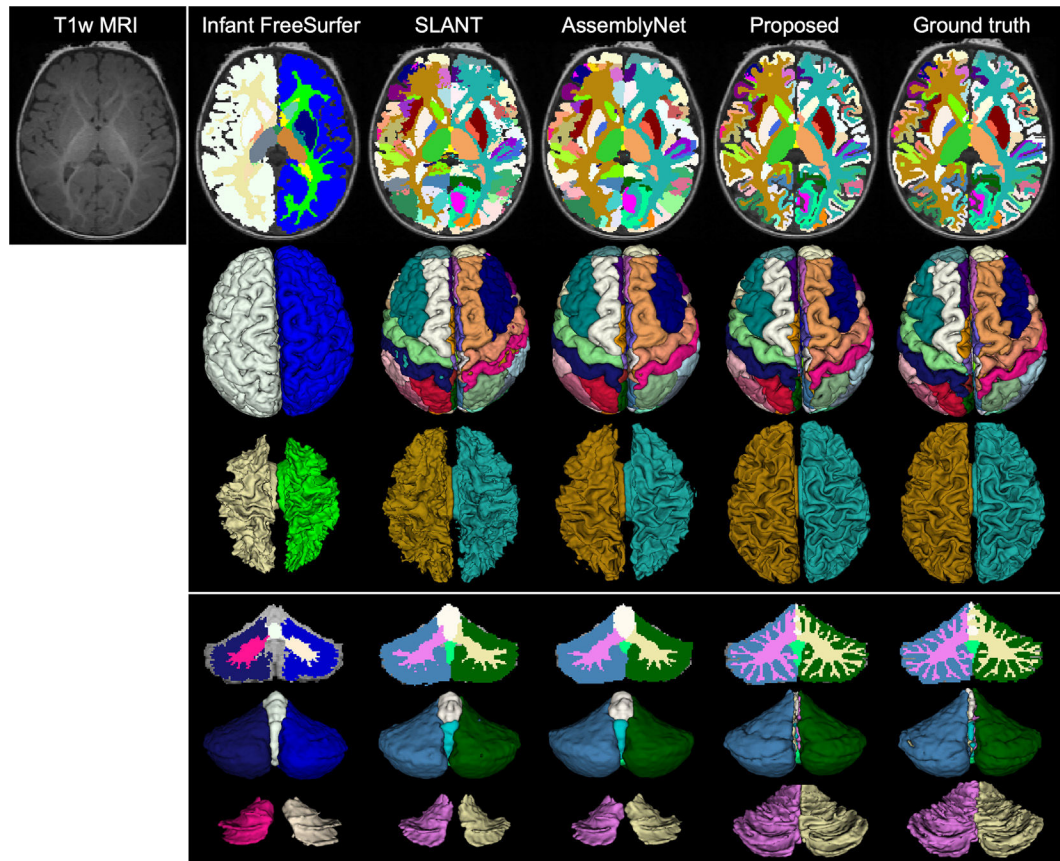 T1w MRI
Infant FreeSurfer
SLANT
AssemblyNet
Proposed
Ground truth